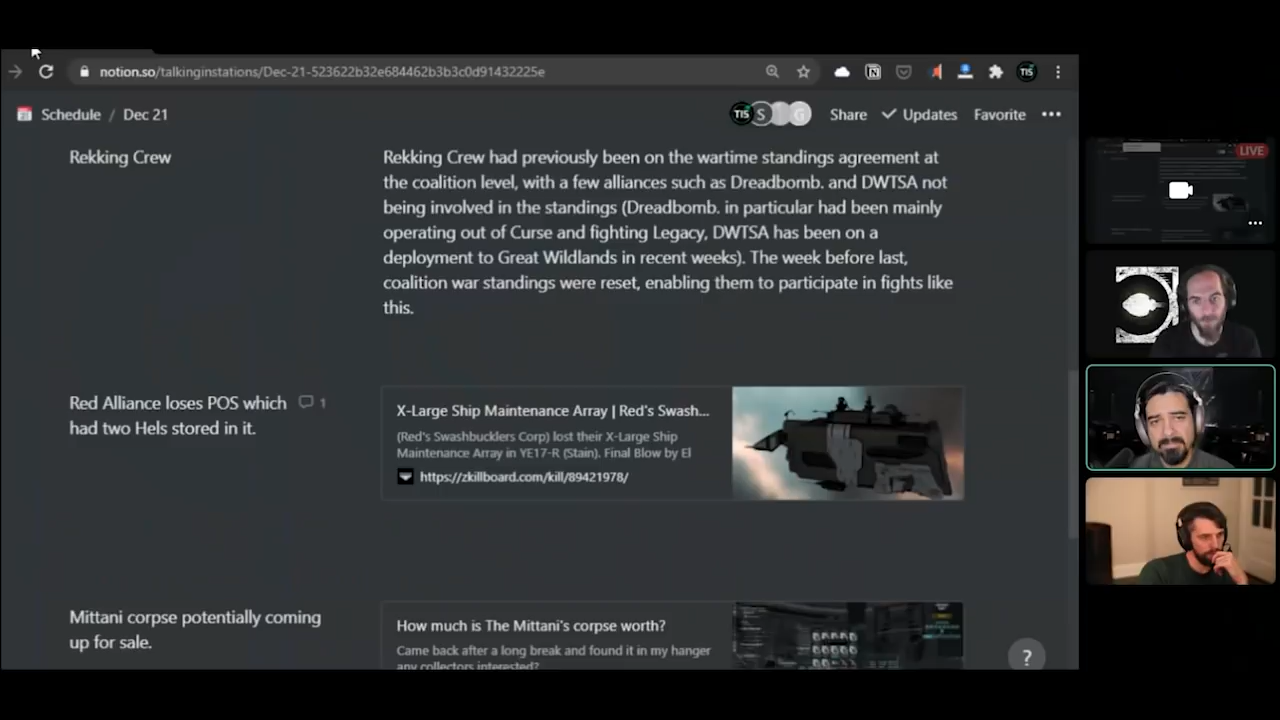 notion.so/talkinginstations/Dec-21-523622b32e684462b3b3c0d91432225e
TiS
Schedule / Dec 21
TiS S G
Share
Updates
Favorite
LIVE
Rekking Crew
Rekking Crew had previously been on the wartime standings agreement at
the coalition level, with a few alliances such as Dreadbomb. and DWTSA not
being involved in the standings (Dreadbomb. in particular had been mainly
operating out of Curse and fighting Legacy, DWTSA has been on a
deployment to Great Wildlands in recent weeks). The week before last,
coalition war standings were reset, enabling them to participate in fights like
this.
Red Alliance loses POS which
had two Hels stored in it.
1
X-Large Ship Maintenance Array | Red's Swash...
(Red's Swashbucklers Corp) lost their X-Large Ship
Maintenance Array in YE17-R (Stain). Final Blow by El
https://zkillboard.com/kill/89421978/
Mittani corpse potentially coming
up for sale.
How much is The Mittani's corpse worth?
Came back after a long break and found it in my hanger
any collectors interested?
?